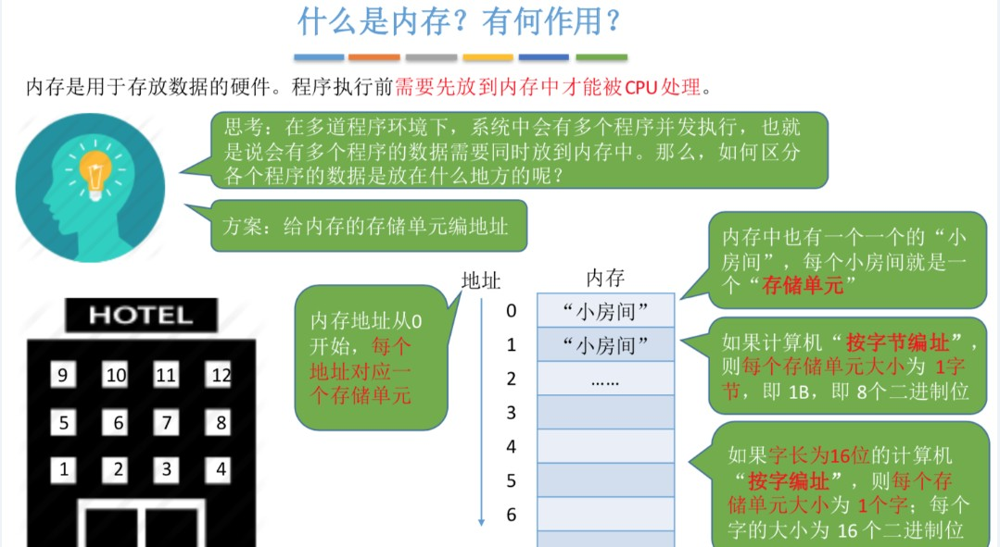 什么是内存？有何作用？
内存是用于存放数据的硬件。程序执行前需要先放到内存中才能被CPU处理。
思考：在多道程序环境下，系统中会有多个程序并发执行，也就
是说会有多个程序的数据需要同时放到内存中。那么，如何区分
各个程序的数据是放在什么地方的呢？
方案：给内存的存储单元编地址
内存中也有一个一个的“小
房间”，每个小房间就是一
个“存储单元”
地址
内存
内存地址从0
开始，每个
地址对应一
个存储单元
0
“小房间”
1
“小房间”
2
……
3
4
5
6
如果计算机“按字节编址”，
则每个存储单元大小为 1字
节，即 1B，即 8个二进制位
如果字长为16位的计算机
“按字编址”，则每个存
储单元大小为 1个字；每个
字的大小为 16 个二进制位
HOTEL
9 10 11 12
5 6 7 8
1 2 3 4